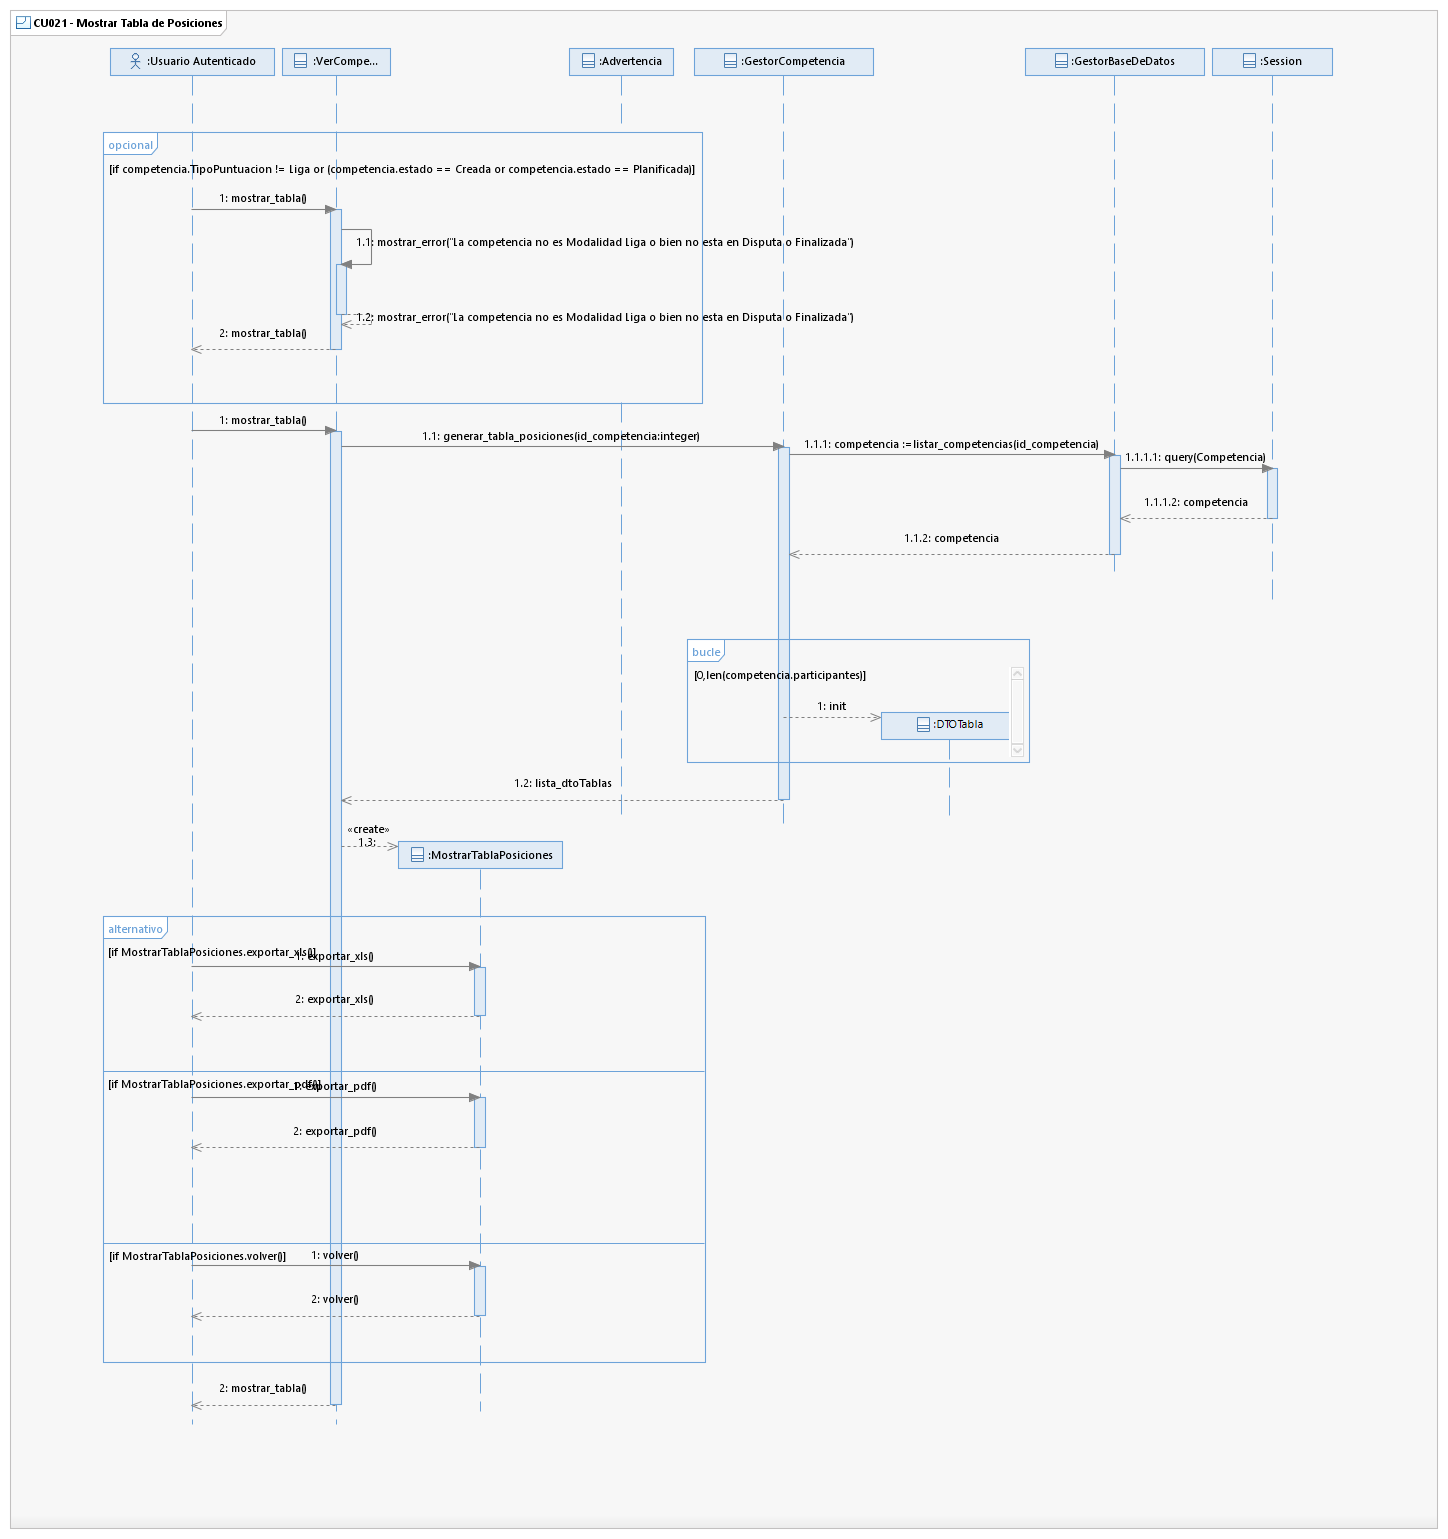 CU021 - Mostrar Tabla de Posiciones
:Usuario Autenticado
:VerCompe...
:Advertencia
:GestorCompetencia
:GestorBaseDeDatos
:Session
opcional
[if competencia.TipoPuntuacion != Liga or (competencia.estado == Creada or competencia.estado == Planificada)]
1: mostrar_tabla()
1.1: mostrar_error("La competencia no es Modalidad Liga o bien no esta en Disputa o Finalizada")
1.2: mostrar_error("La competencia no es Modalidad Liga o bien no esta en Disputa o Finalizada")
2: mostrar_tabla()
1: mostrar_tabla()
1.1: generar_tabla_posiciones(id_competencia:integer)
1.1.1: competencia :=listar_competencias(id_competencia)
1.1.1.1: query(Competencia)
1.1.1.2: competencia
1.1.2: competencia
bucle
[0,len(competencia.participantes)]
1: init
:DTOTabla
1.2: lista_dtoTablas
«create»
1.3:
:MostrarTablaPosiciones
alternativo
[if MostrarTablaPosiciones.exportar_xls()]
1: exportar_xls()
2: exportar_xls()
[if MostrarTablaPosiciones.exportar_pdf()]
1: exportar_pdf()
2: exportar_pdf()
[if MostrarTablaPosiciones.volver()]
1: volver()
2: volver()
2: mostrar_tabla()